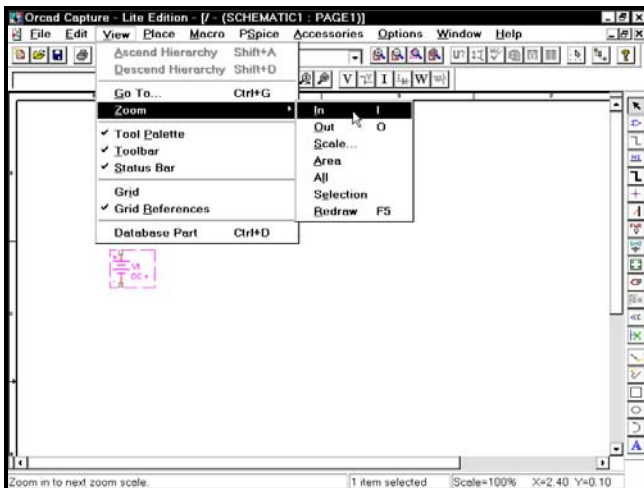 Orcad Capture - Lite Edition - [/ - (SCHEMATIC1 : PAGE1)]
File Edit View Place Macro PSpice Accessories Options Window Help
Ascend Hierarchy Shift+A
Descend Hierarchy Shift+D
Go To... Ctrl+G
Zoom
Tool Palette
Toolbar
Status Bar
Grid
Grid References
Database Part Ctrl+D
In I
Out O
Scale...
Area
All
Selection
Redraw F5
U?
V I W
V1
DC =
A
Zoom in to next zoom scale. 1 item selected Scale=100% X=2.40 Y=0.10